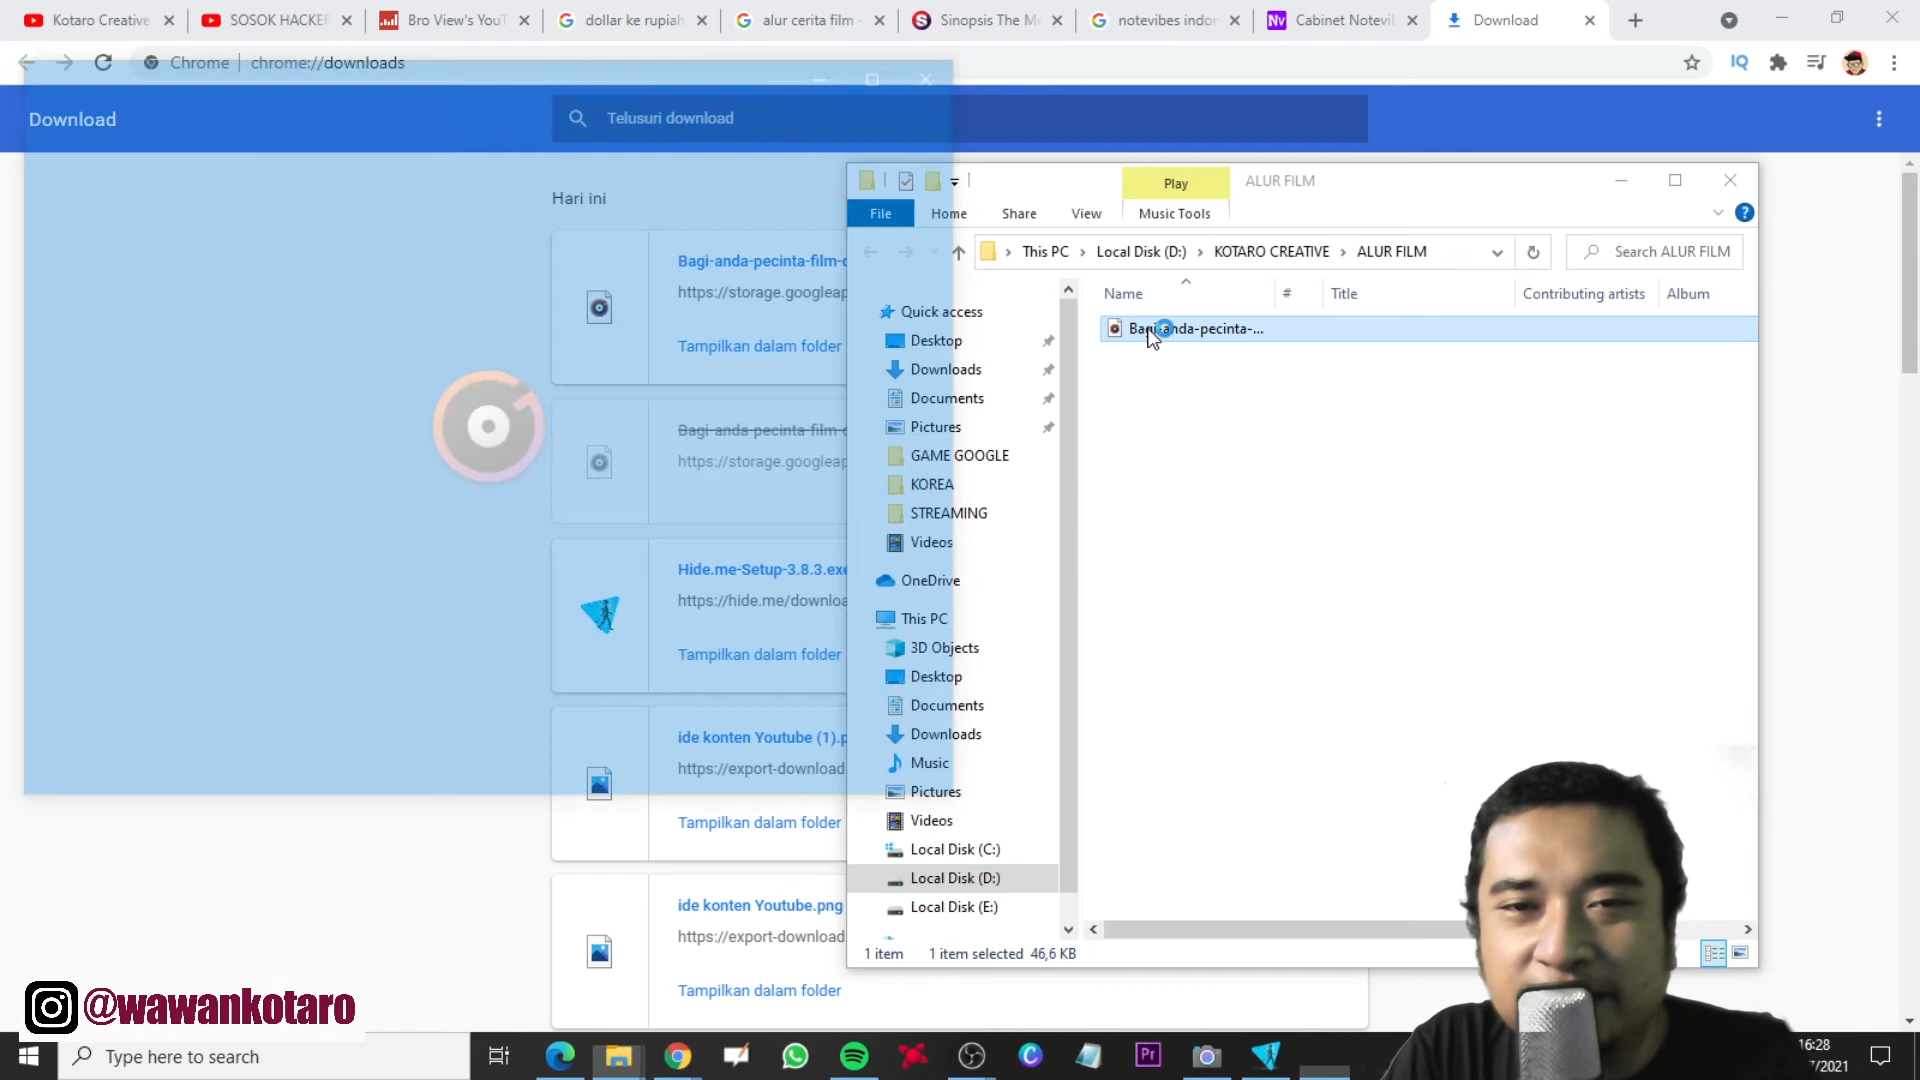 Kotaro Creative
SOSOK HACKER
Bro View's YouT
dollar ke rupiah
alur cerita film -
Sinopsis The M
notevibes indon
Cabinet Notevib
Download
Chrome
chrome://downloads
IQ
Download
Telusuri download
Hari ini
Bagi-anda-pecinta-film-
https://storage.googleap
Tampilkan dalam folder
Bagi-anda-pecinta-film-
https://storage.googleap
Hide.me-Setup-3.8.3.exe
https://hide.me/downloa
Tampilkan dalam folder
ide konten Youtube (1).p
https://export-download.
Tampilkan dalam folder
ide konten Youtube.png
https://export-download.
Tampilkan dalam folder
Play
ALUR FILM
File
Home
Share
View
Music Tools
This PC
Local Disk (D:)
KOTARO CREATIVE
ALUR FILM
Search ALUR FILM
Name
#
Title
Contributing artists
Album
Bagi-anda-pecinta-...
Quick access
Desktop
Downloads
Documents
Pictures
GAME GOOGLE
KOREA
STREAMING
Videos
OneDrive
This PC
3D Objects
Desktop
Documents
Downloads
Music
Pictures
Videos
Local Disk (C:)
Local Disk (D:)
Local Disk (E:)
1 item
1 item selected 46,6 KB
@wawankotaro
Type here to search
Pr
16:28
/2021